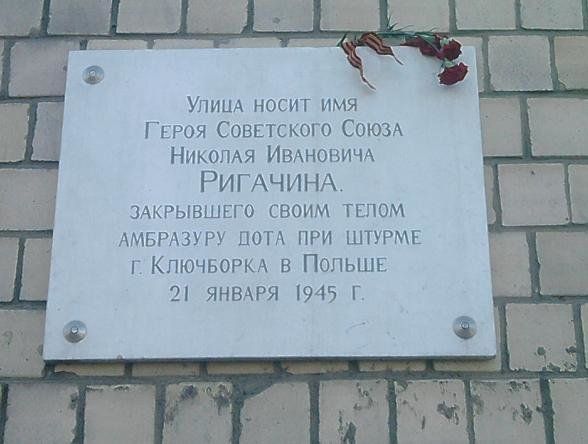 Улица носит имя
Героя Советского Союза
Николая Ивановича
Ригачина.
закрывшего своим телом
амбразуру дота при штурме
г. Ключборка в Польше
21 января 1945 г.